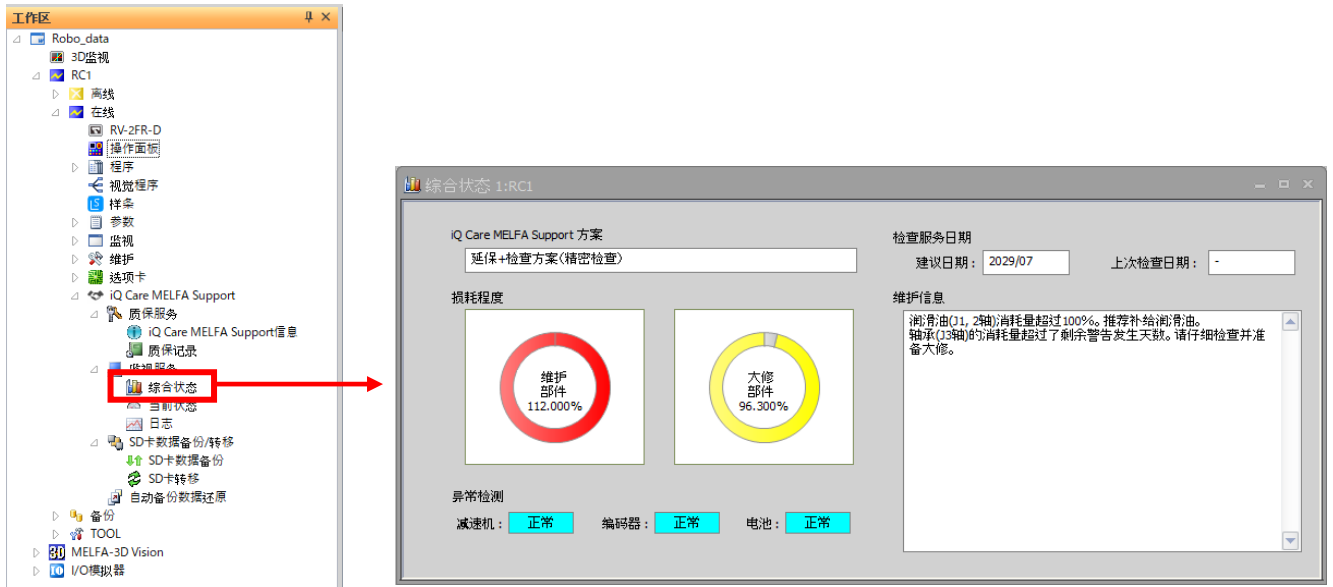 工作区
Robo_data
3D监视
RC1
离线
在线
RV-2FR-D
操作面板
程序
视觉程序
样条
参数
监视
维护
选项卡
iQ Care MELFA Support
质保服务
iQ Care MELFA Support信息
质保记录
监视服务
综合状态
当前状态
日志
SD卡数据备份/转移
SD卡数据备份
SD卡转移
自动备份数据还原
备份
TOOL
MELFA-3D Vision
I/O模拟器
综合状态 1:RC1
iQ Care MELFA Support 方案
延保+检查方案(精密检查)
检查服务日期
建议日期： 2029/07 上次检查日期： -
损耗程度
维护
部件
112.000%
大修
部件
96.300%
维护信息
润滑油(J1, 2轴)消耗量超过100%。推荐补给润滑油。
轴承(J3轴)的消耗量超过了剩余警告发生天数。请仔细检查并准
备大修。
异常检测
减速机： 正常 编码器： 正常 电池： 正常